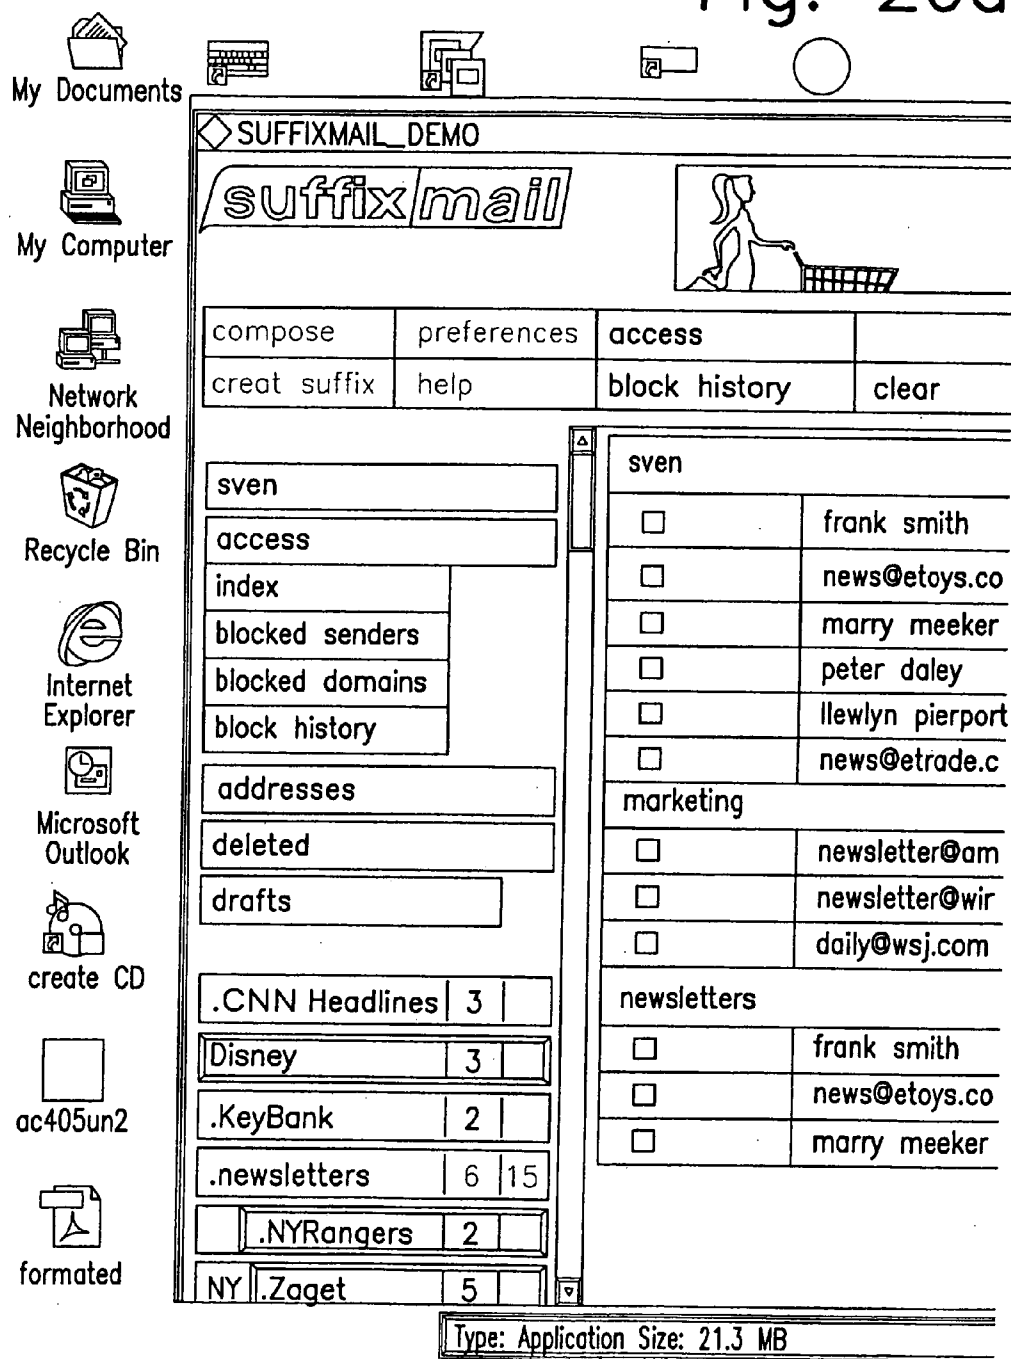 Fig. 20a
My Documents
My Computer
Network
Neighborhood
Recycle Bin
Internet
Explorer
Microsoft
Outlook
create CD
ac405un2
formated
SUFFIXMAIL_DEMO
suffix mail
compose
preferences
access
creat suffix
help
block history
clear
sven
access
index
blocked senders
blocked domains
block history
addresses
deleted
drafts
.CNN Headlines 3
Disney 3
.KeyBank 2
.newsletters 6 15
.NYRangers 2
NY .Zaget 5
sven
frank smith
news@etoys.co
marry meeker
peter daley
llewlyn pierport
news@etrade.c
marketing
newsletter@am
newsletter@wir
daily@wsj.com
newsletters
frank smith
news@etoys.co
marry meeker
Type: Application Size: 21.3 MB